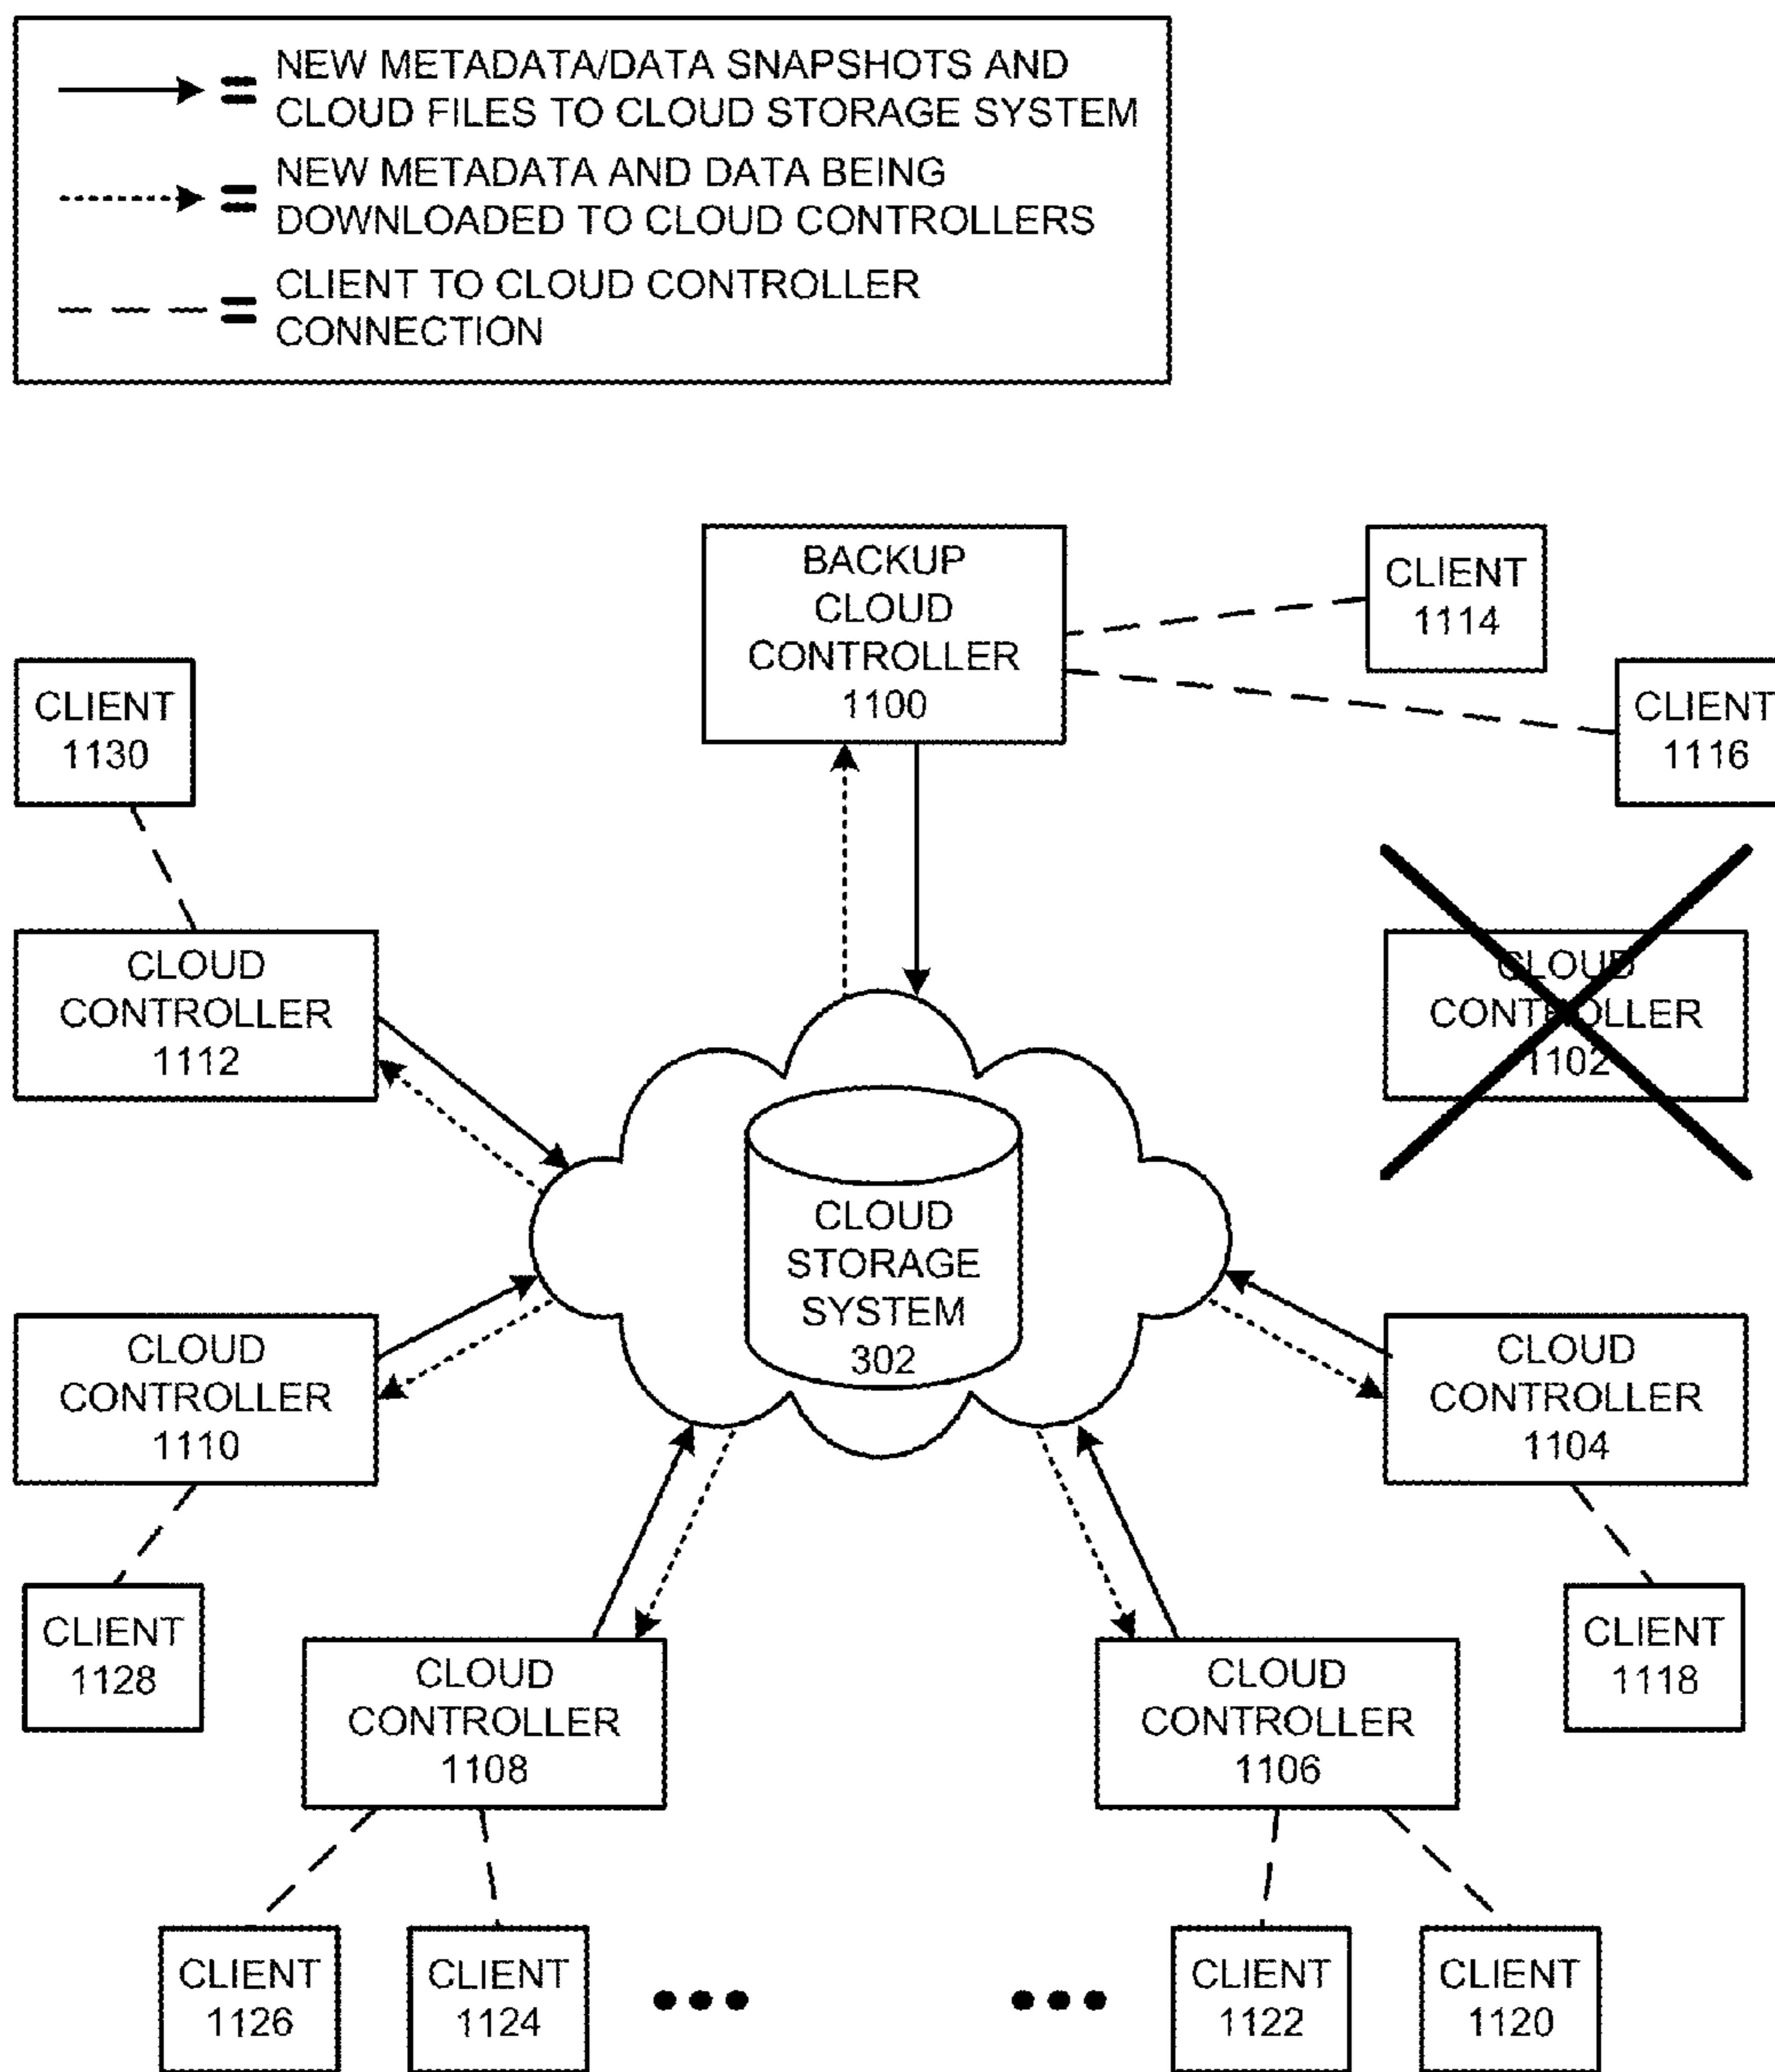 =
NEW METADATA/DATA SNAPSHOTS AND
CLOUD FILES TO CLOUD STORAGE SYSTEM
=
NEW METADATA AND DATA BEING
DOWNLOADED TO CLOUD CONTROLLERS
=
CLIENT TO CLOUD CONTROLLER
CONNECTION
BACKUP
CLOUD
CONTROLLER
1100
CLIENT
1114
CLIENT
1116
CLIENT
1130
CLOUD
CONTROLLER
1112
CLOUD
CONTROLLER
1102
CLOUD
STORAGE
SYSTEM
302
CLOUD
CONTROLLER
1110
CLOUD
CONTROLLER
1104
CLIENT
1128
CLOUD
CONTROLLER
1108
CLOUD
CONTROLLER
1106
CLIENT
1118
CLIENT
1126
CLIENT
1124
•••
•••
CLIENT
1122
CLIENT
1120